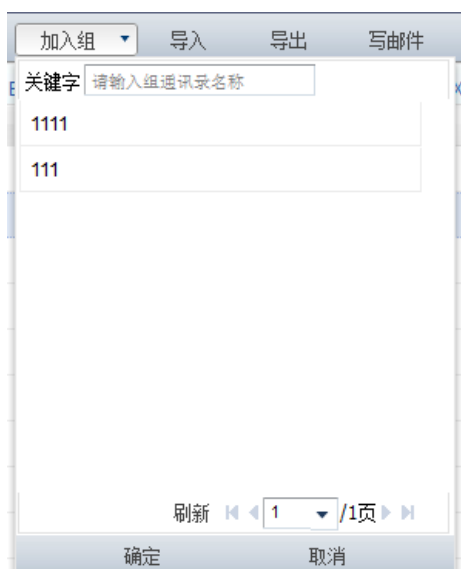 加入组 导入 导出 写邮件
关键字 请输入组通讯录名称
1111
111
刷新 1 /1页
确定 取消